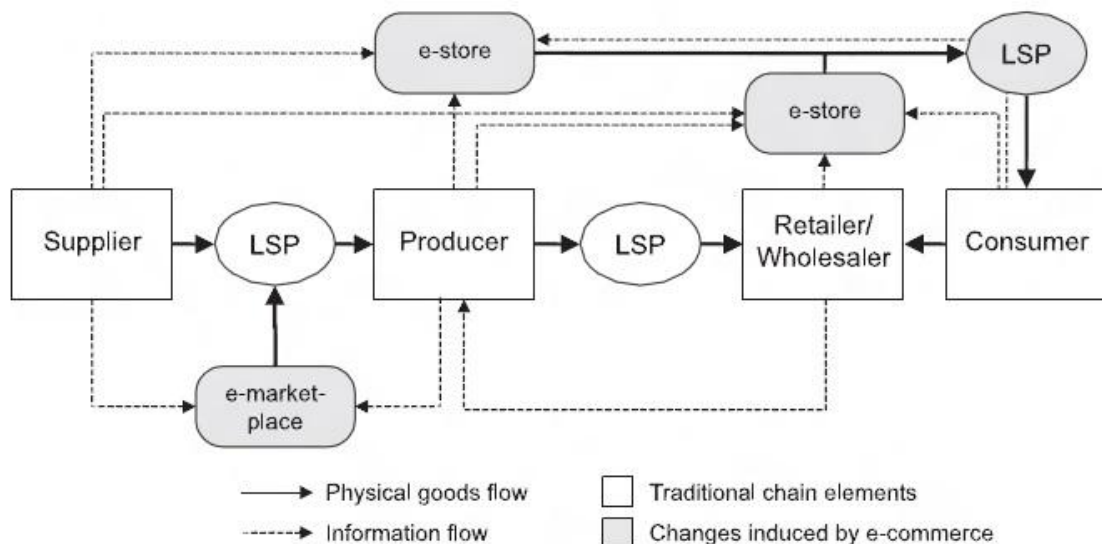 e-store
LSP
e-store
Supplier
LSP
Producer
LSP
Retailer/
Wholesaler
Consumer
e-market-
place
Physical goods flow
Traditional chain elements
Information flow
Changes induced by e-commerce